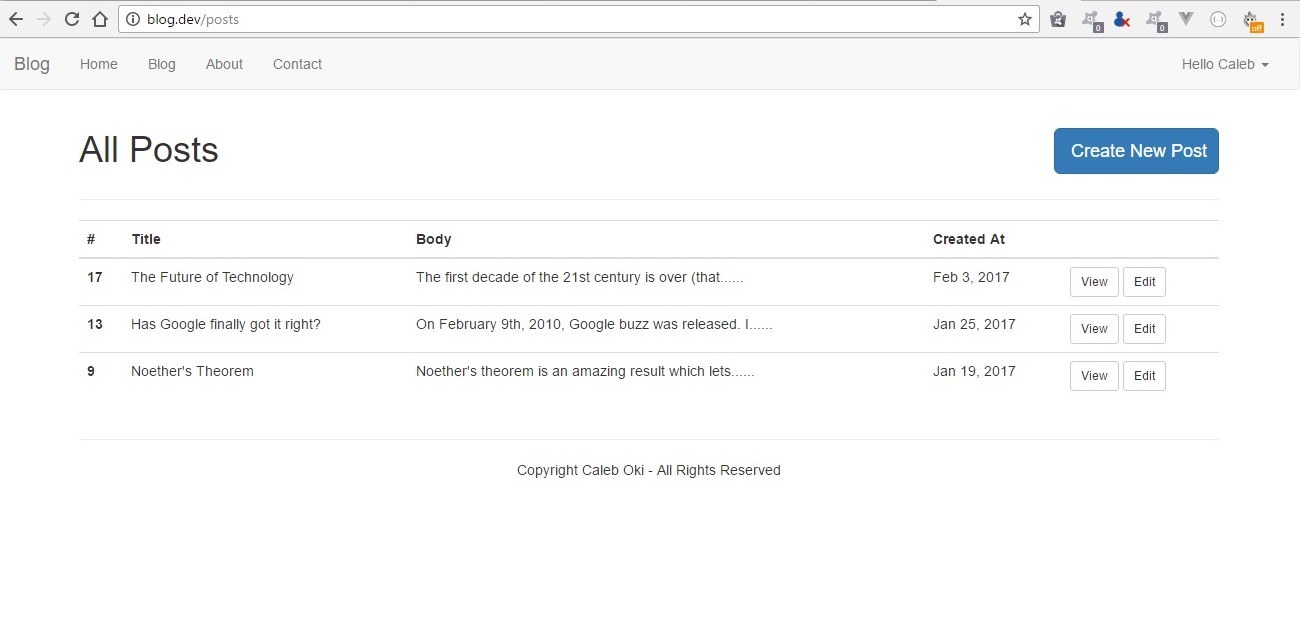 blog.dev/posts
0
0
off
Blog Home Blog About Contact Hello Caleb
All Posts Create New Post
# Title Body Created At
17 The Future of Technology The first decade of the 21st century is over (that...... Feb 3, 2017 View Edit
13 Has Google finally got it right? On February 9th, 2010, Google buzz was released. I...... Jan 25, 2017 View Edit
9 Noether's Theorem Noether's theorem is an amazing result which lets...... Jan 19, 2017 View Edit
Copyright Caleb Oki - All Rights Reserved